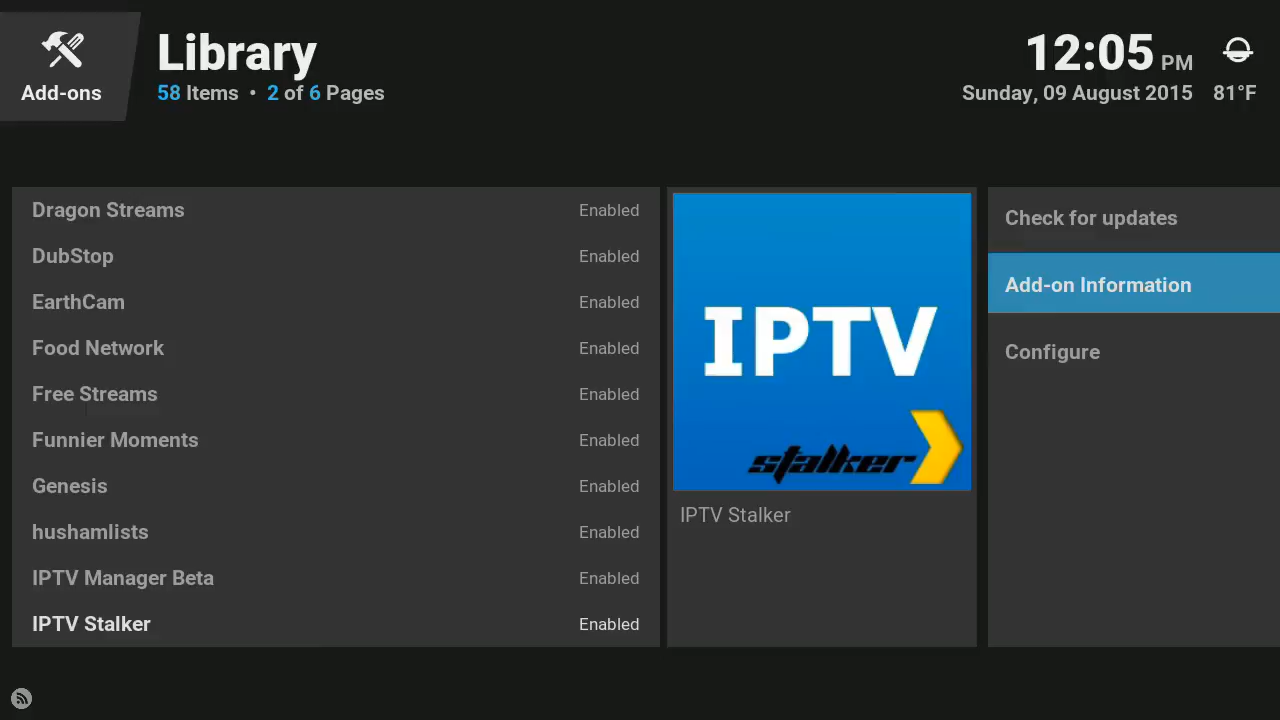 Add-ons
Library
58 Items • 2 of 6 Pages
12:05 PM
Sunday, 09 August 2015 81°F
Dragon Streams Enabled
DubStop Enabled
EarthCam Enabled
Food Network Enabled
Free Streams Enabled
Funnier Moments Enabled
Genesis Enabled
hushamlists Enabled
IPTV Manager Beta Enabled
IPTV Stalker Enabled
IPTV
stalker
IPTV Stalker
Check for updates
Add-on Information
Configure